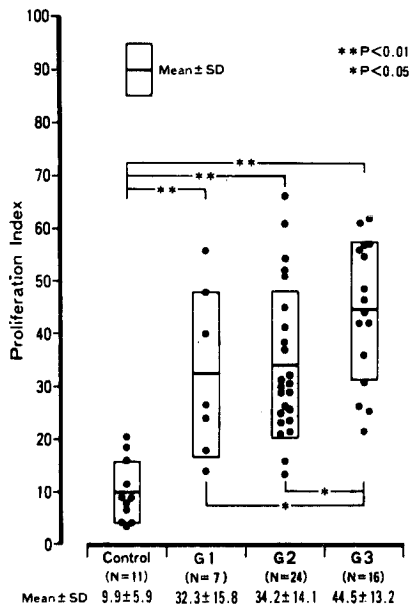 100
90
80
70
60
50
40
30
20
10
0
Proliferation Index
Mean±SD
**P<0.01
*P<0.05
**
**
**
*
*
Control G1 G2 G3
(N=11) (N=7) (N=24) (N=16)
Mean±SD 9.9±5.9 32.3±15.8 34.2±14.1 44.5±13.2